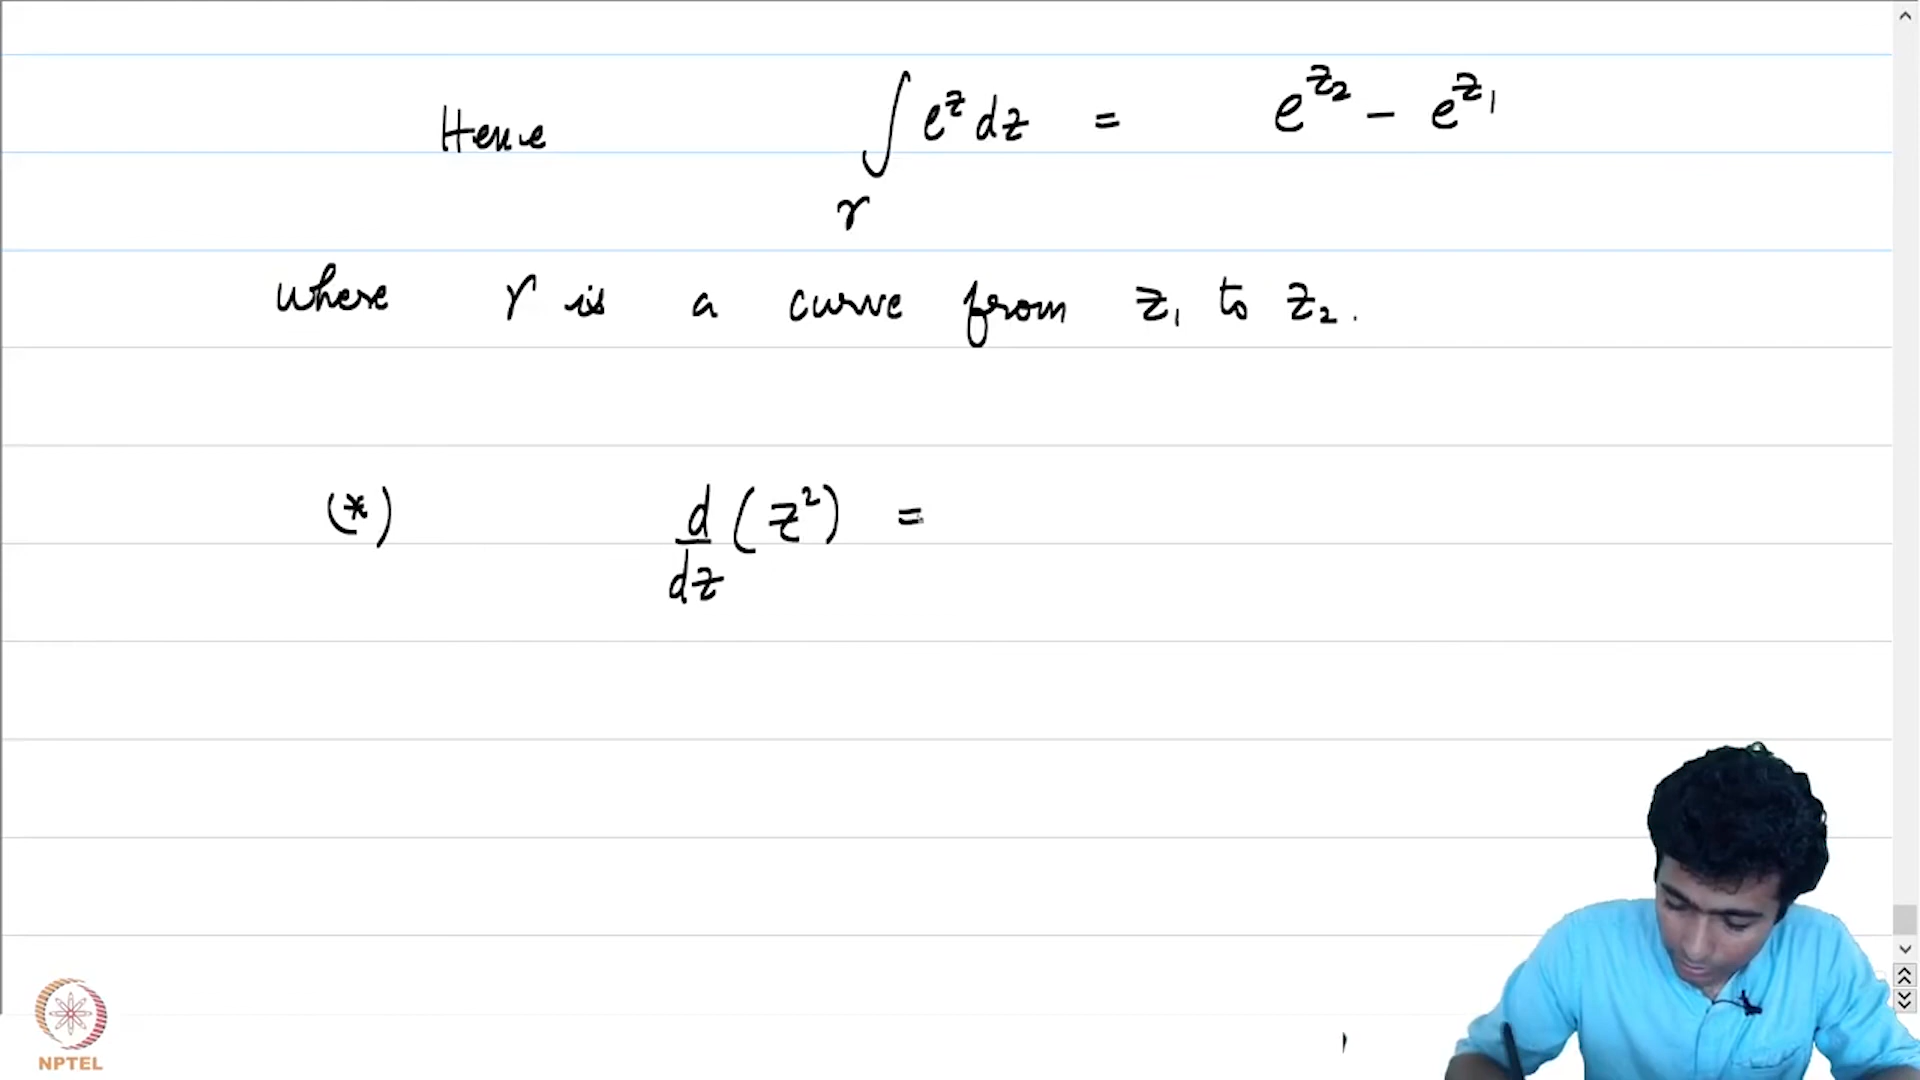 Hence ∫_γ e^z dz = e^{z_2} - e^{z_1}
where γ is a curve from z_1 to z_2.
(*) d/dz (z^2) =
NPTEL